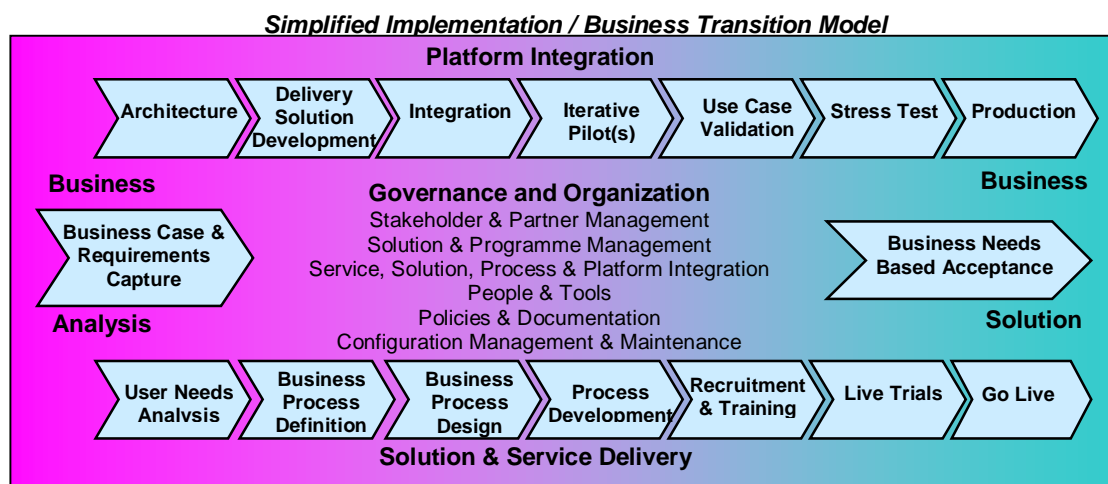 Simplified Implementation / Business Transition Model
Platform Integration
Architecture
Delivery
Solution
Development
Integration
Iterative
Pilot(s)
Use Case
Validation
Stress Test
Production
Business
Business
Governance and Organization
Stakeholder & Partner Management
Solution & Programme Management
Service, Solution, Process & Platform Integration
People & Tools
Policies & Documentation
Configuration Management & Maintenance
Business Case &
Requirements
Capture
Business Needs
Based Acceptance
Analysis
Solution
User Needs
Analysis
Business
Process
Definition
Business
Process
Design
Process
Development
Recruitment
& Training
Live Trials
Go Live
Solution & Service Delivery